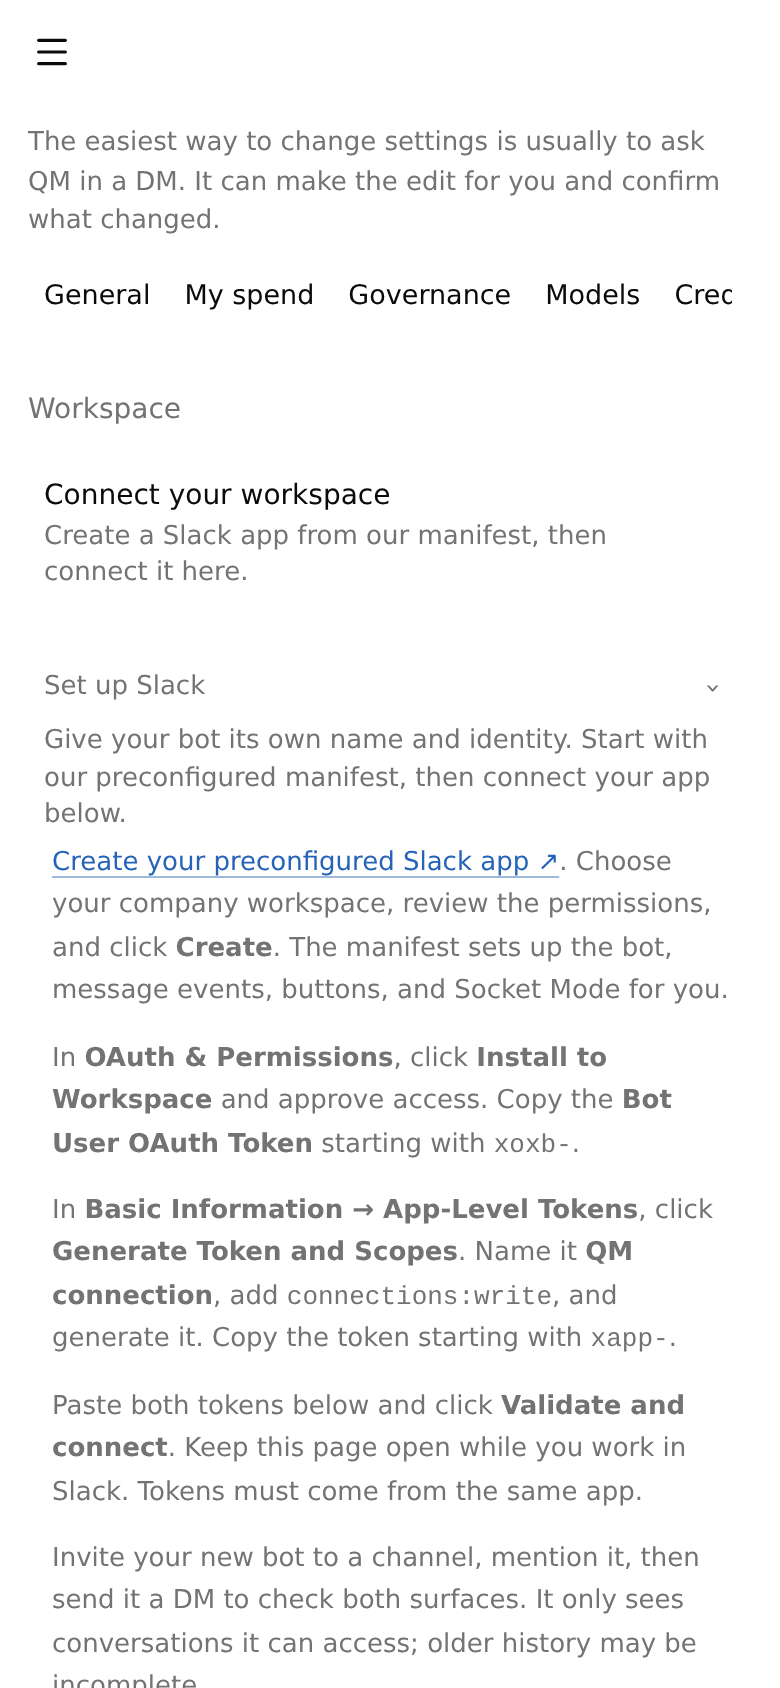 The easiest way to change settings is usually to ask
QM in a DM. It can make the edit for you and confirm
what changed.
General My spend Governance Models Cred
Workspace
Connect your workspace
Create a Slack app from our manifest, then
connect it here.
Set up Slack
Give your bot its own name and identity. Start with
our preconfigured manifest, then connect your app
below.
Create your preconfigured Slack app ↗. Choose
your company workspace, review the permissions,
and click Create. The manifest sets up the bot,
message events, buttons, and Socket Mode for you.
In OAuth & Permissions, click Install to
Workspace and approve access. Copy the Bot
User OAuth Token starting with xoxb-.
In Basic Information → App-Level Tokens, click
Generate Token and Scopes. Name it QM
connection, add connections:write, and
generate it. Copy the token starting with xapp-.
Paste both tokens below and click Validate and
connect. Keep this page open while you work in
Slack. Tokens must come from the same app.
Invite your new bot to a channel, mention it, then
send it a DM to check both surfaces. It only sees
conversations it can access; older history may be
incomplete.